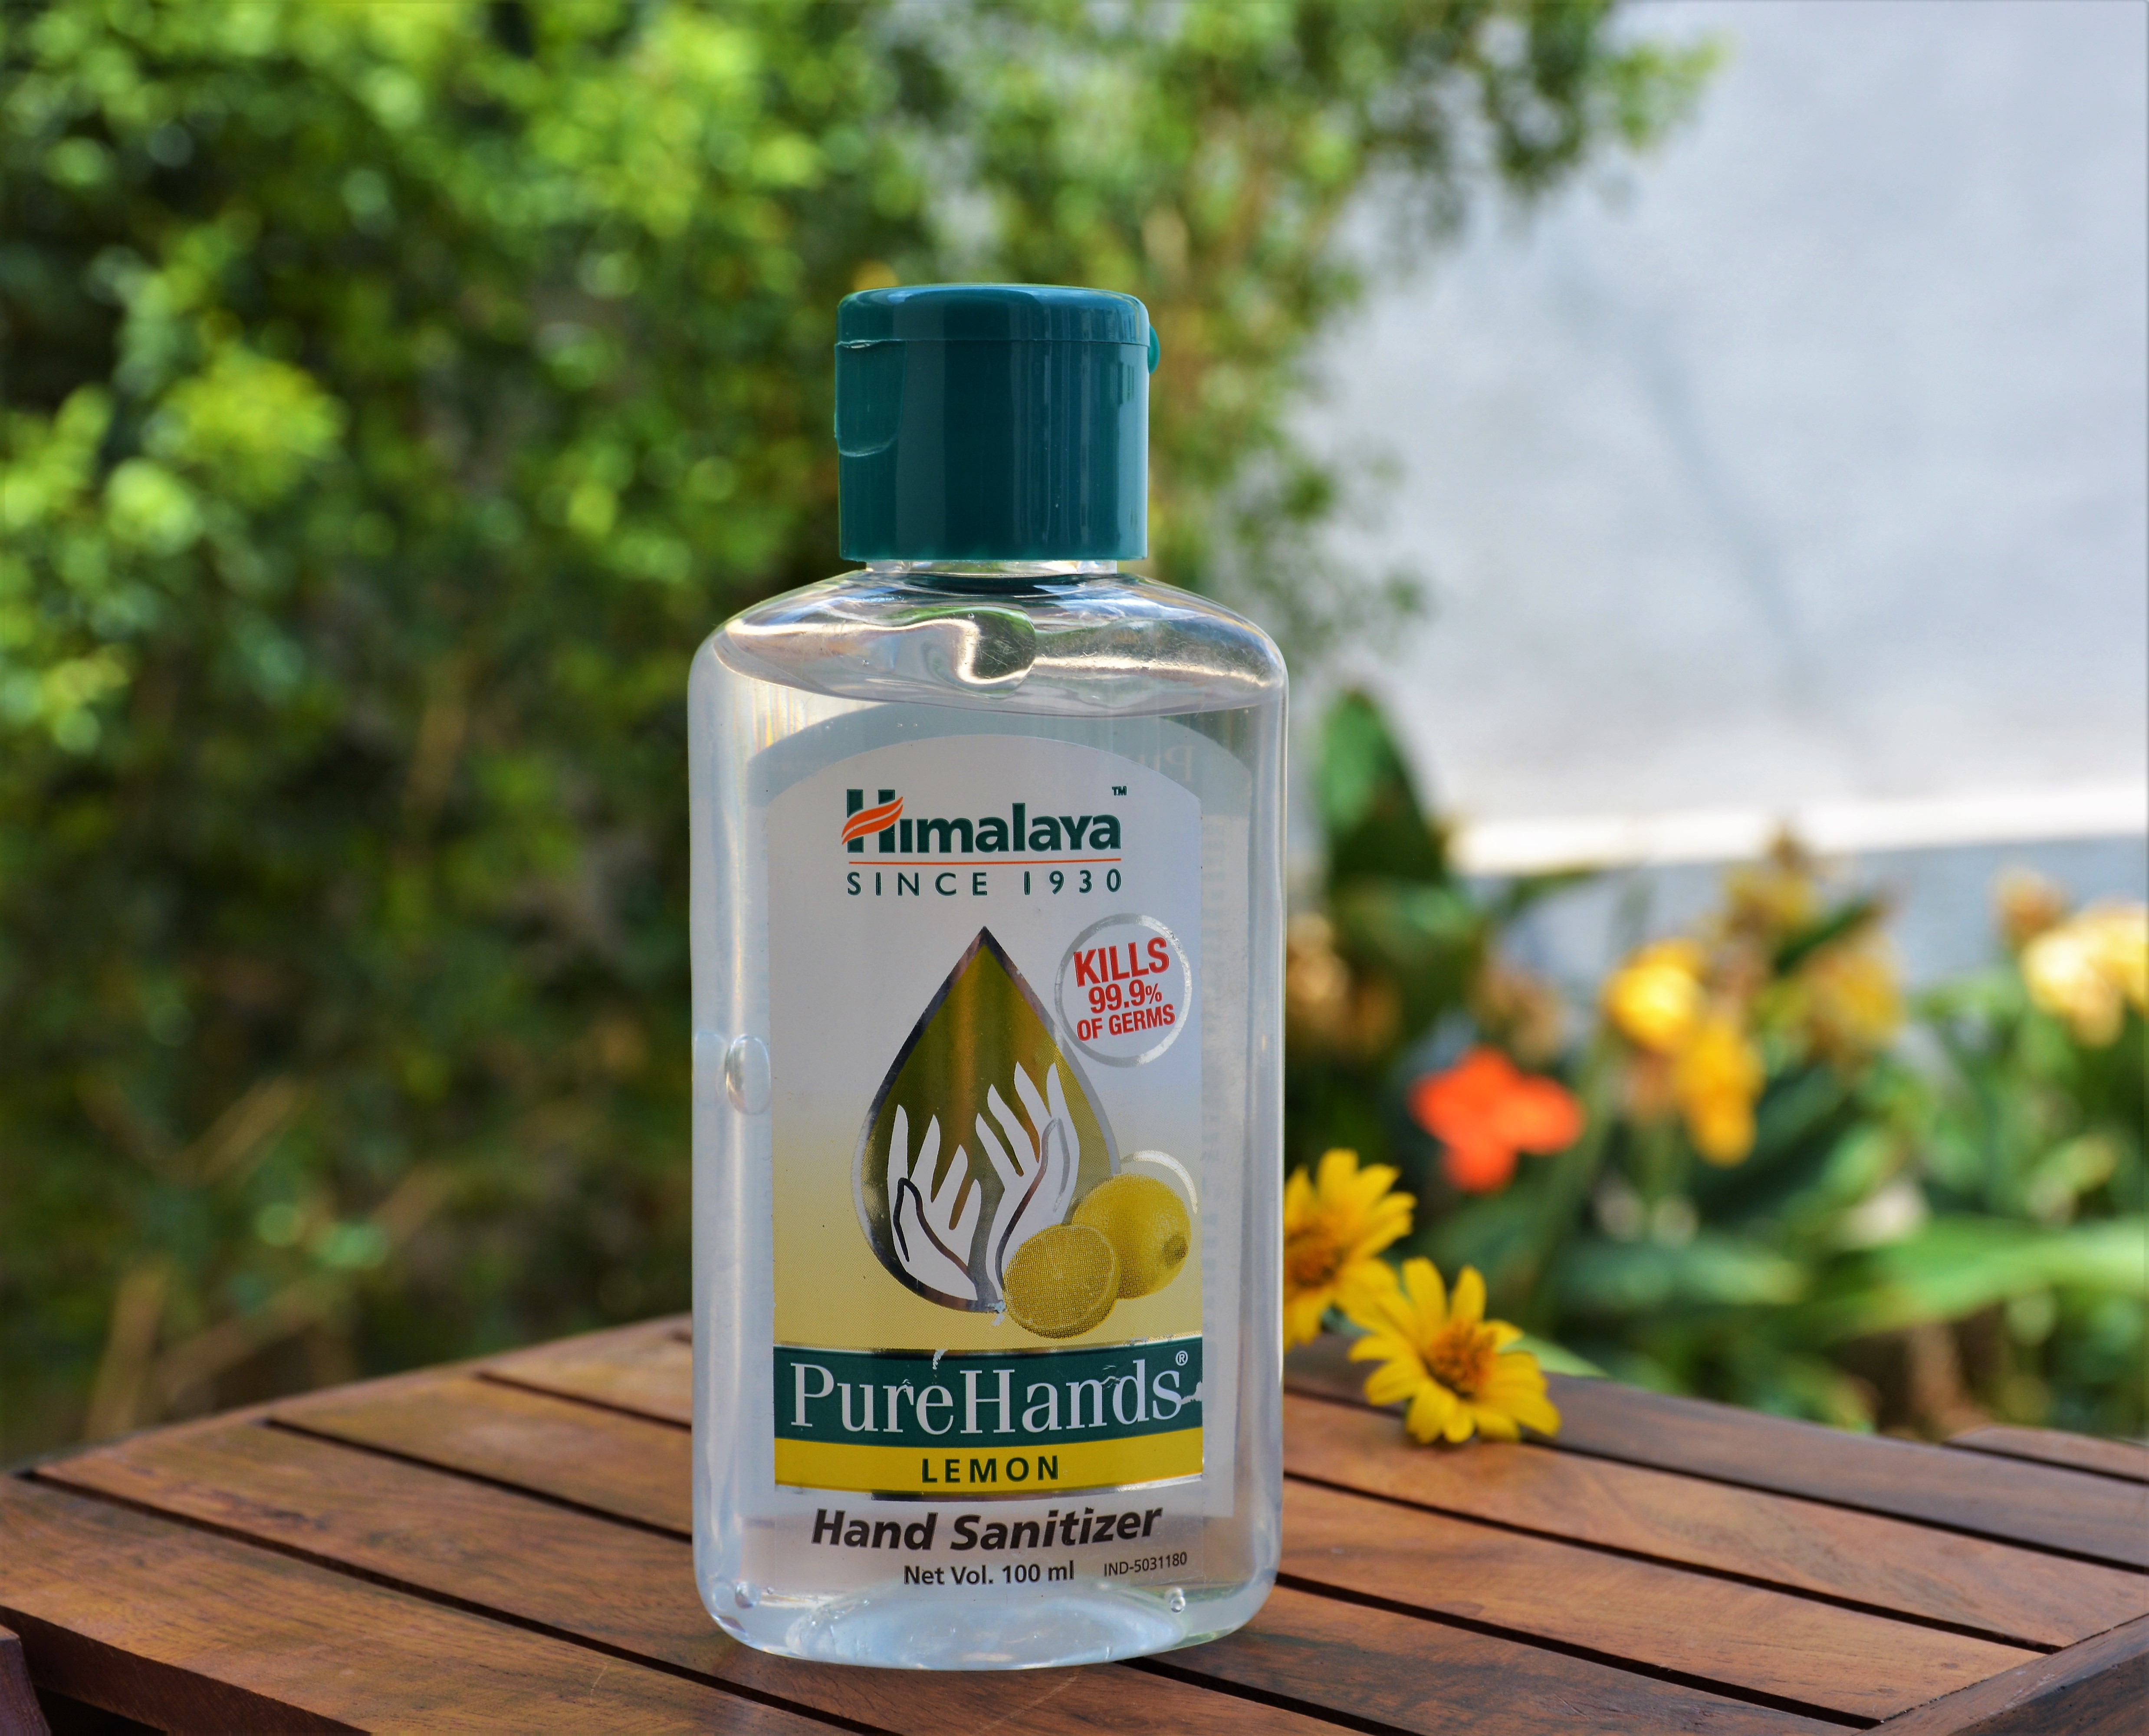 Himalaya™
SINCE 1930
KILLS
99.9%
OF GERMS
PureHands®
LEMON
Hand Sanitizer
Net Vol. 100 ml IND-5031180